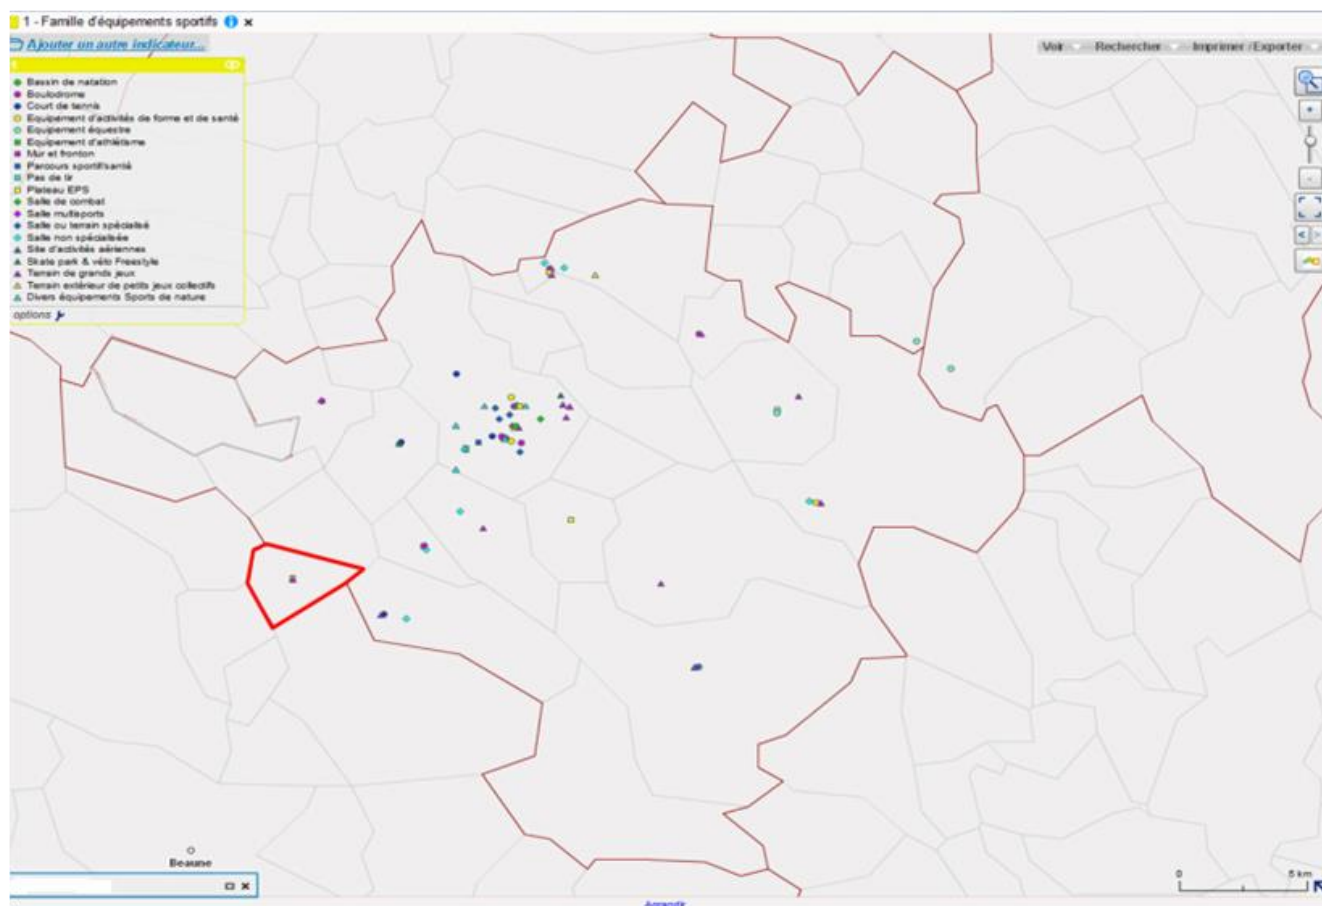 1 - Famille d'équipements sportifs
Ajouter un autre indicateur...
Voir Rechercher Imprimer / Exporter
1
Bassin de natation
Boulodrome
Court de tennis
Equipement d'activités de forme et de santé
Equipement équestre
Equipement d'athlétisme
Mur et fronton
Parcours sportif/santé
Pas de tir
Plateau EPS
Salle de combat
Salle multisports
Salle ou terrain spécialisé
Salle non spécialisée
Site d'activités aériennes
Skate park & vélo Freestyle
Terrain de grands jeux
Terrain extérieur de petits jeux collectifs
Divers équipements Sports de nature
options
Beaune
0 5 km
Agrandir